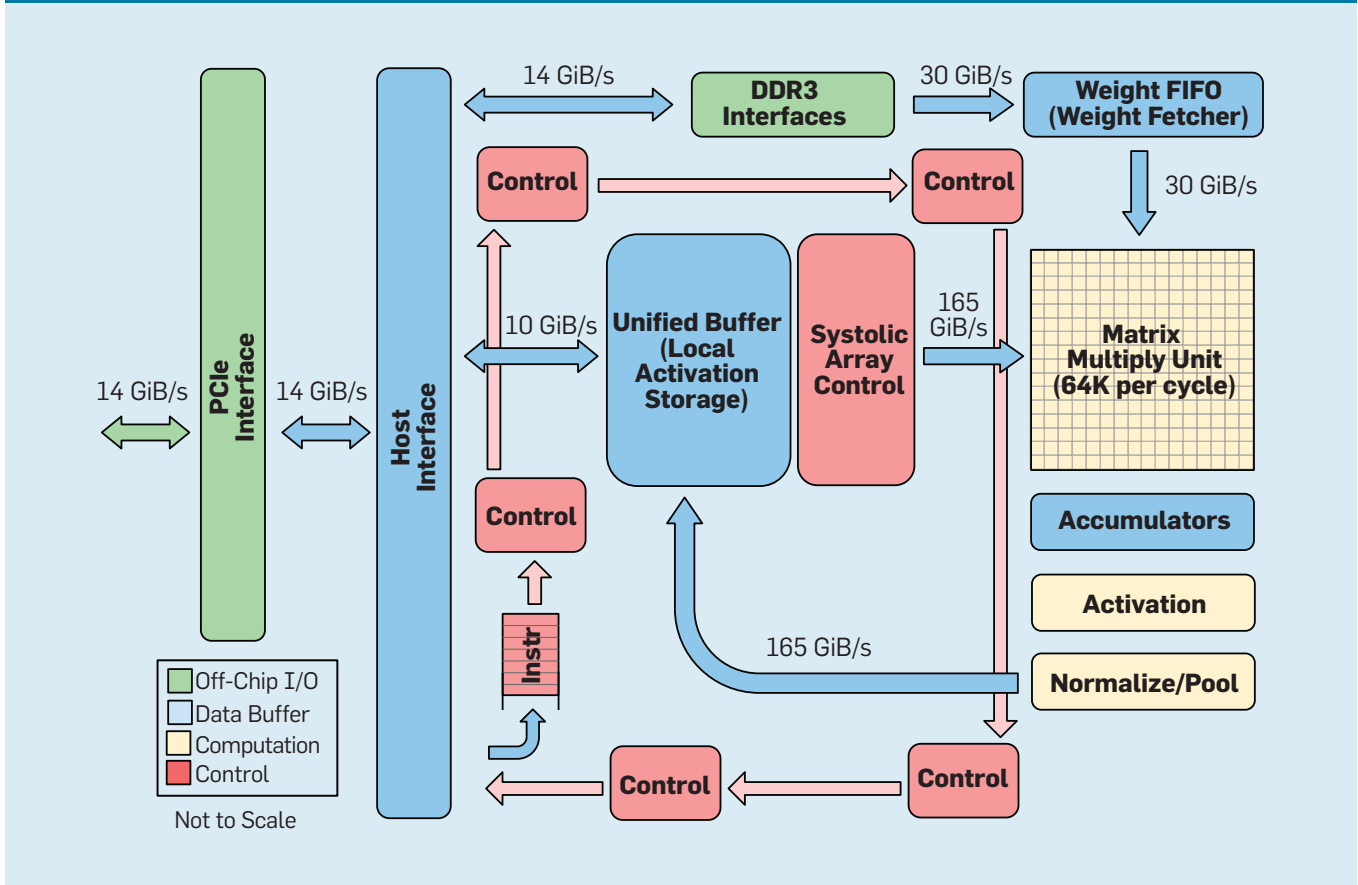 14 GiB/s
30 GiB/s
DDR3
Interfaces
Weight FIFO
(Weight Fetcher)
Control
Control
30 GiB/s
14 GiB/s
PCIe
Interface
14 GiB/s
Host
Interface
10 GiB/s
Unified Buffer
(Local
Activation
Storage)
Systolic
Array
Control
165
GiB/s
Matrix
Multiply Unit
(64K per cycle)
Control
Accumulators
Activation
Instr
165 GiB/s
Normalize/Pool
Off-Chip I/O
Data Buffer
Computation
Control
Not to Scale
Control
Control